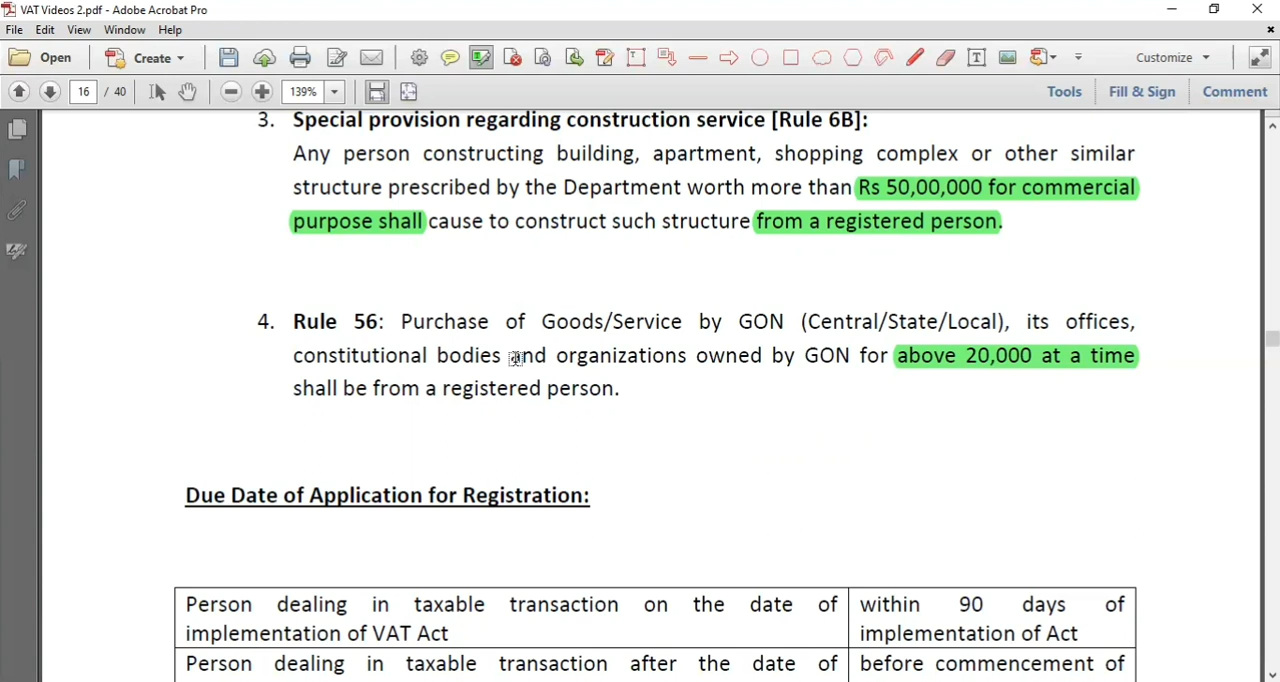 VAT Videos 2.pdf - Adobe Acrobat Pro
File Edit View Window Help
Open Create Customize
16 / 40 139% Tools Fill & Sign Comment
3. Special provision regarding construction service [Rule 6B]:
Any person constructing building, apartment, shopping complex or other similar
structure prescribed by the Department worth more than Rs 50,00,000 for commercial
purpose shall cause to construct such structure from a registered person.
4. Rule 56: Purchase of Goods/Service by GON (Central/State/Local), its offices,
constitutional bodies and organizations owned by GON for above 20,000 at a time
shall be from a registered person.
Due Date of Application for Registration:
Person dealing in taxable transaction on the date of within 90 days of
implementation of VAT Act implementation of Act
Person dealing in taxable transaction after the date of before commencement of